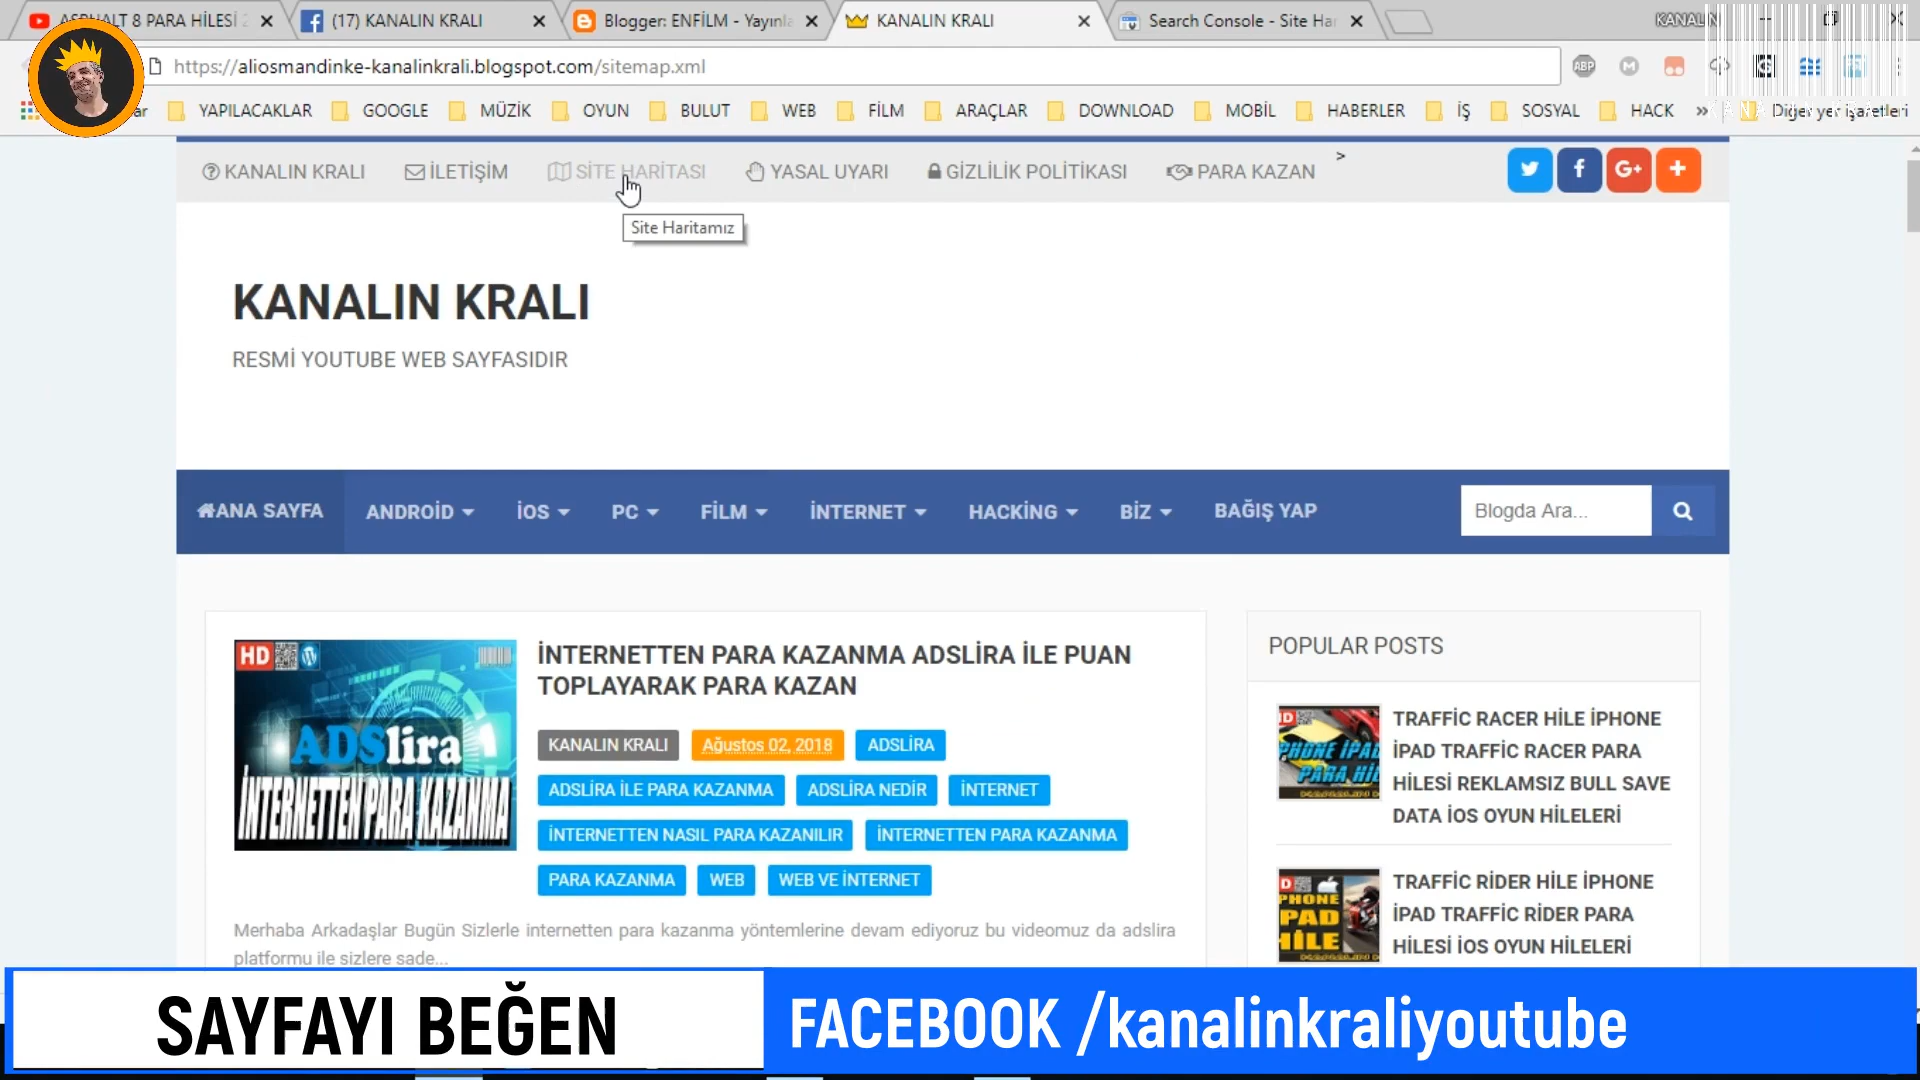 ASPHALT 8 PARA HİLESİ 2
(17) KANALIN KRALI
Blogger: ENFİLM - Yayınla
KANALIN KRALI
Search Console - Site Har
KANALIN
https://aliosmandinke-kanalinkrali.blogspot.com/sitemap.xml
ABP
ar
YAPILACAKLAR
GOOGLE
MÜZİK
OYUN
BULUT
WEB
FİLM
ARAÇLAR
DOWNLOAD
MOBİL
HABERLER
İŞ
SOSYAL
HACK
»
Diğer yer işaretleri
KANALIN KRALI
İLETİŞİM
SİTE HARİTASI
YASAL UYARI
GİZLİLİK POLİTİKASI
PARA KAZAN
>
Site Haritamız
KANALIN KRALI
RESMİ YOUTUBE WEB SAYFASIDIR
ANA SAYFA
ANDROİD
İOS
PC
FİLM
İNTERNET
HACKİNG
BİZ
BAĞIŞ YAP
Blogda Ara...
HD
ADSlira
İNTERNETTEN PARA KAZANMA
İNTERNETTEN PARA KAZANMA ADSLİRA İLE PUAN
TOPLAYARAK PARA KAZAN
KANALIN KRALI
Ağustos 02, 2018
ADSLİRA
ADSLİRA İLE PARA KAZANMA
ADSLİRA NEDİR
İNTERNET
İNTERNETTEN NASIL PARA KAZANILIR
İNTERNETTEN PARA KAZANMA
PARA KAZANMA
WEB
WEB VE İNTERNET
Merhaba Arkadaşlar Bugün Sizlerle internetten para kazanma yöntemlerine devam ediyoruz bu videomuz da adslira
platformu ile sizlere sade...
POPULAR POSTS
TRAFFİC RACER HİLE İPHONE
İPAD TRAFFİC RACER PARA
HİLESİ REKLAMSIZ BULL SAVE
DATA İOS OYUN HİLELERİ
TRAFFİC RİDER HİLE İPHONE
İPAD TRAFFİC RİDER PARA
HİLESİ İOS OYUN HİLELERİ
SAYFAYI BEĞEN
FACEBOOK /kanalinkraliyoutube